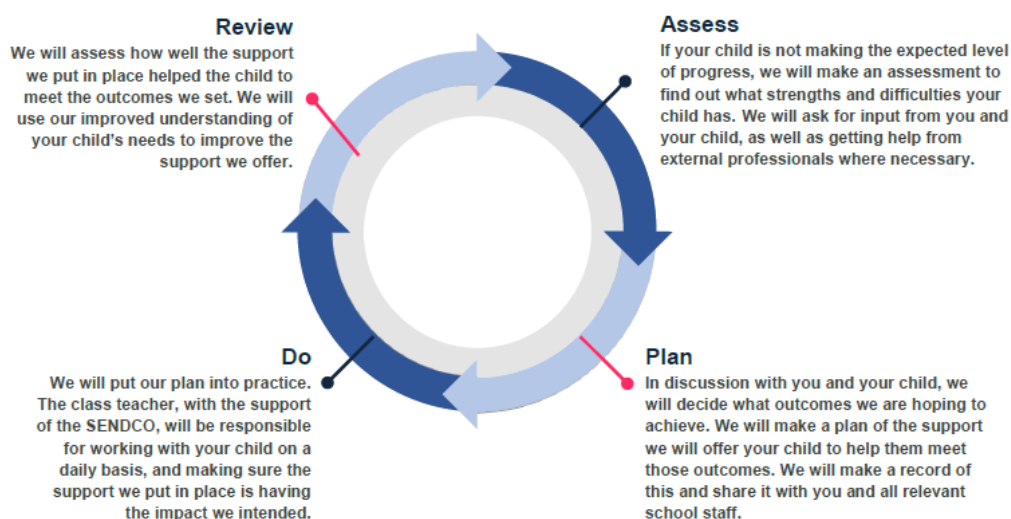 Review
We will assess how well the support
we put in place helped the child to
meet the outcomes we set. We will
use our improved understanding of
your child's needs to improve the
support we offer.
Assess
If your child is not making the expected level
of progress, we will make an assessment to
find out what strengths and difficulties your
child has. We will ask for input from you and
your child, as well as getting help from
external professionals where necessary.
Do
We will put our plan into practice.
The class teacher, with the support
of the SENDCO, will be responsible
for working with your child on a
daily basis, and making sure the
support we put in place is having
the impact we intended.
Plan
In discussion with you and your child, we
will decide what outcomes we are hoping to
achieve. We will make a plan of the support
we will offer your child to help them meet
those outcomes. We will make a record of
this and share it with you and all relevant
school staff.